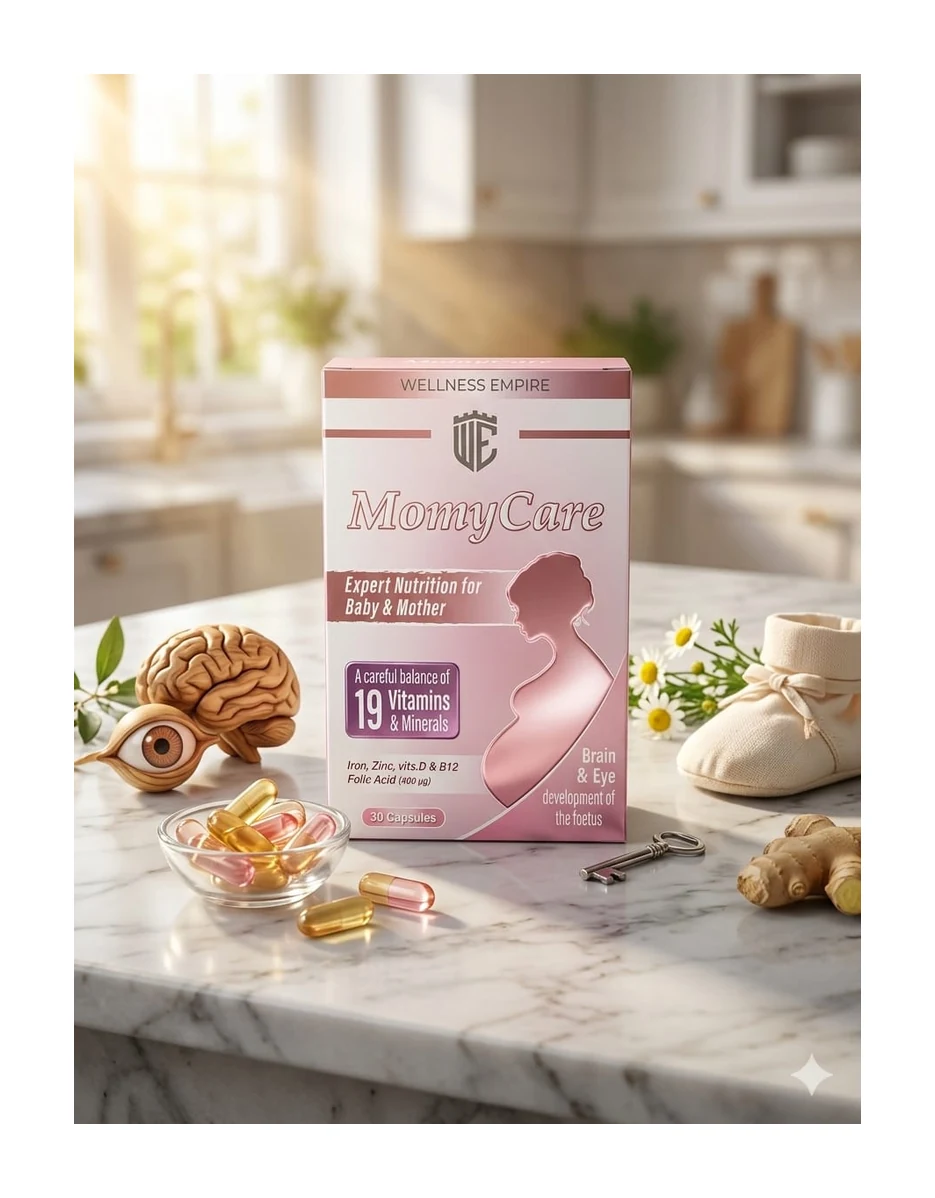 WELLNESS EMPIRE
WE
MomyCare
Expert Nutrition for
Baby & Mother
A careful balance of
19 Vitamins
& Minerals
Iron, Zinc, vits.D & B12
Folic Acid (400 µg)
30 Capsules
Brain
& Eye
development of
the foetus